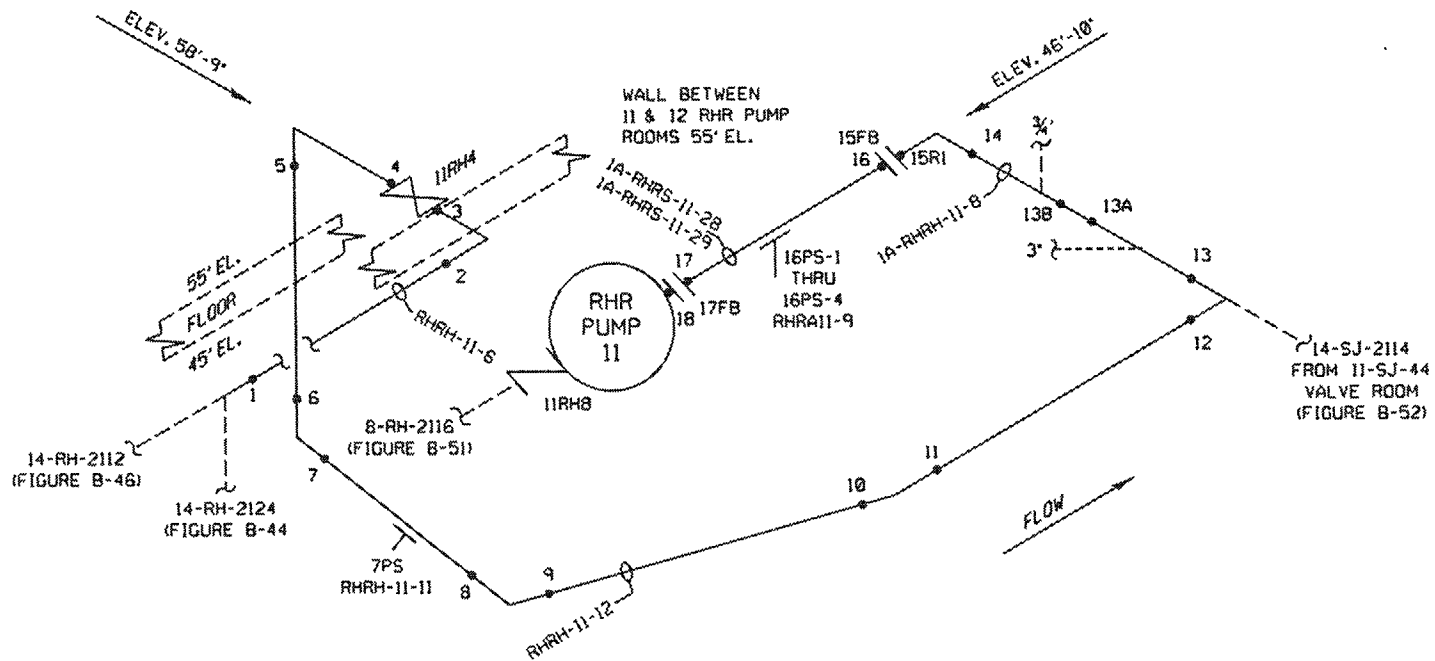 ELEV. 58'-9"
ELEV. 46'-10"
WALL BETWEEN
11 & 12 RHR PUMP
ROOMS 55' EL.
3/4"
15FB
16
15R1
14
5
4
11RH4
3
1A-RHRS-11-28
1A-RHRS-11-29
1A-RHRH-11-8
13B
13A
3"
13
2
17
16PS-1
THRU
16PS-4
RHRA11-9
55' EL.
FLOOR
45' EL.
RHRH-11-6
RHR
PUMP
11
17FB
18
12
14-SJ-2114
FROM 11-SJ-44
VALVE ROOM
(FIGURE B-52)
1
6
11RH8
8-RH-2116
(FIGURE B-51)
14-RH-2112
(FIGURE B-46)
7
11
14-RH-2124
(FIGURE B-44
10
FLOW
7PS
RHRH-11-11
8
9
RHRH-11-12